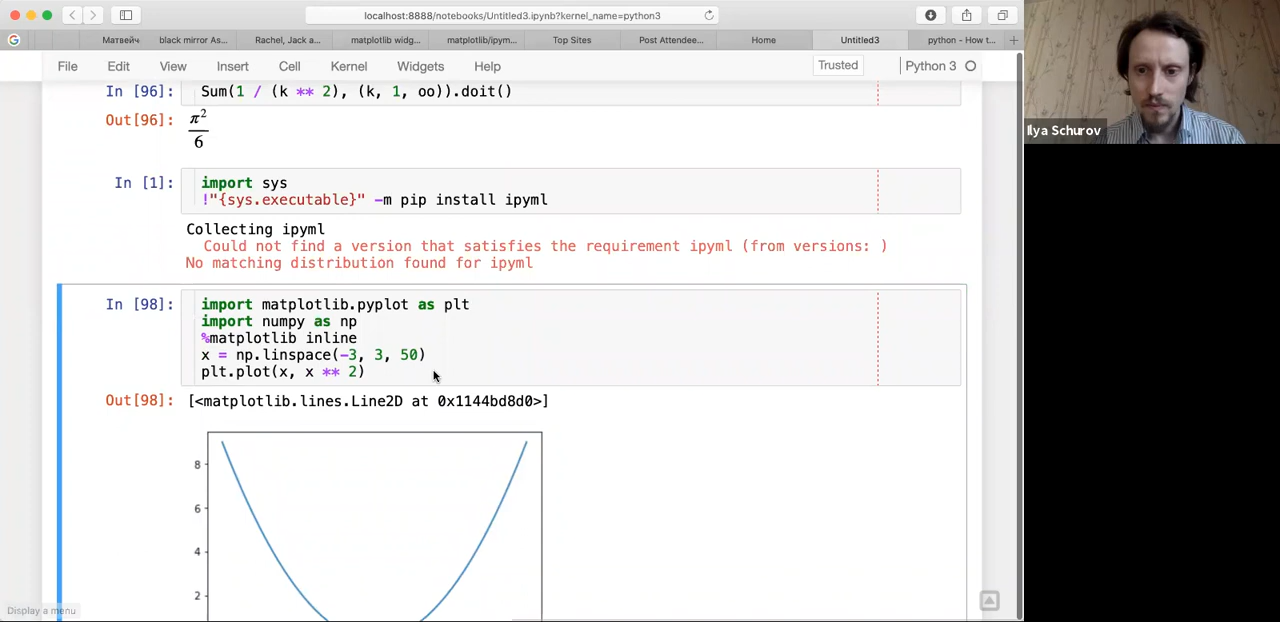 localhost:8888/notebooks/Untitled3.ipynb?kernel_name=python3
Матвейч
black mirror As...
Rachel, Jack a...
matplotlib widg...
matplotlib/ipym...
Top Sites
Post Attendee...
Home
Untitled3
python - How t...
File Edit View Insert Cell Kernel Widgets Help
Trusted
Python 3
In [96]: Sum(1 / (k ** 2), (k, 1, oo)).doit()
Out[96]: π²
6
In [1]: import sys
!"{sys.executable}" -m pip install ipyml
Collecting ipyml
Could not find a version that satisfies the requirement ipyml (from versions: )
No matching distribution found for ipyml
In [98]: import matplotlib.pyplot as plt
import numpy as np
%matplotlib inline
x = np.linspace(-3, 3, 50)
plt.plot(x, x ** 2)
Out[98]: [<matplotlib.lines.Line2D at 0x1144bd8d0>]
8
6
4
2
Display a menu
Ilya Schurov